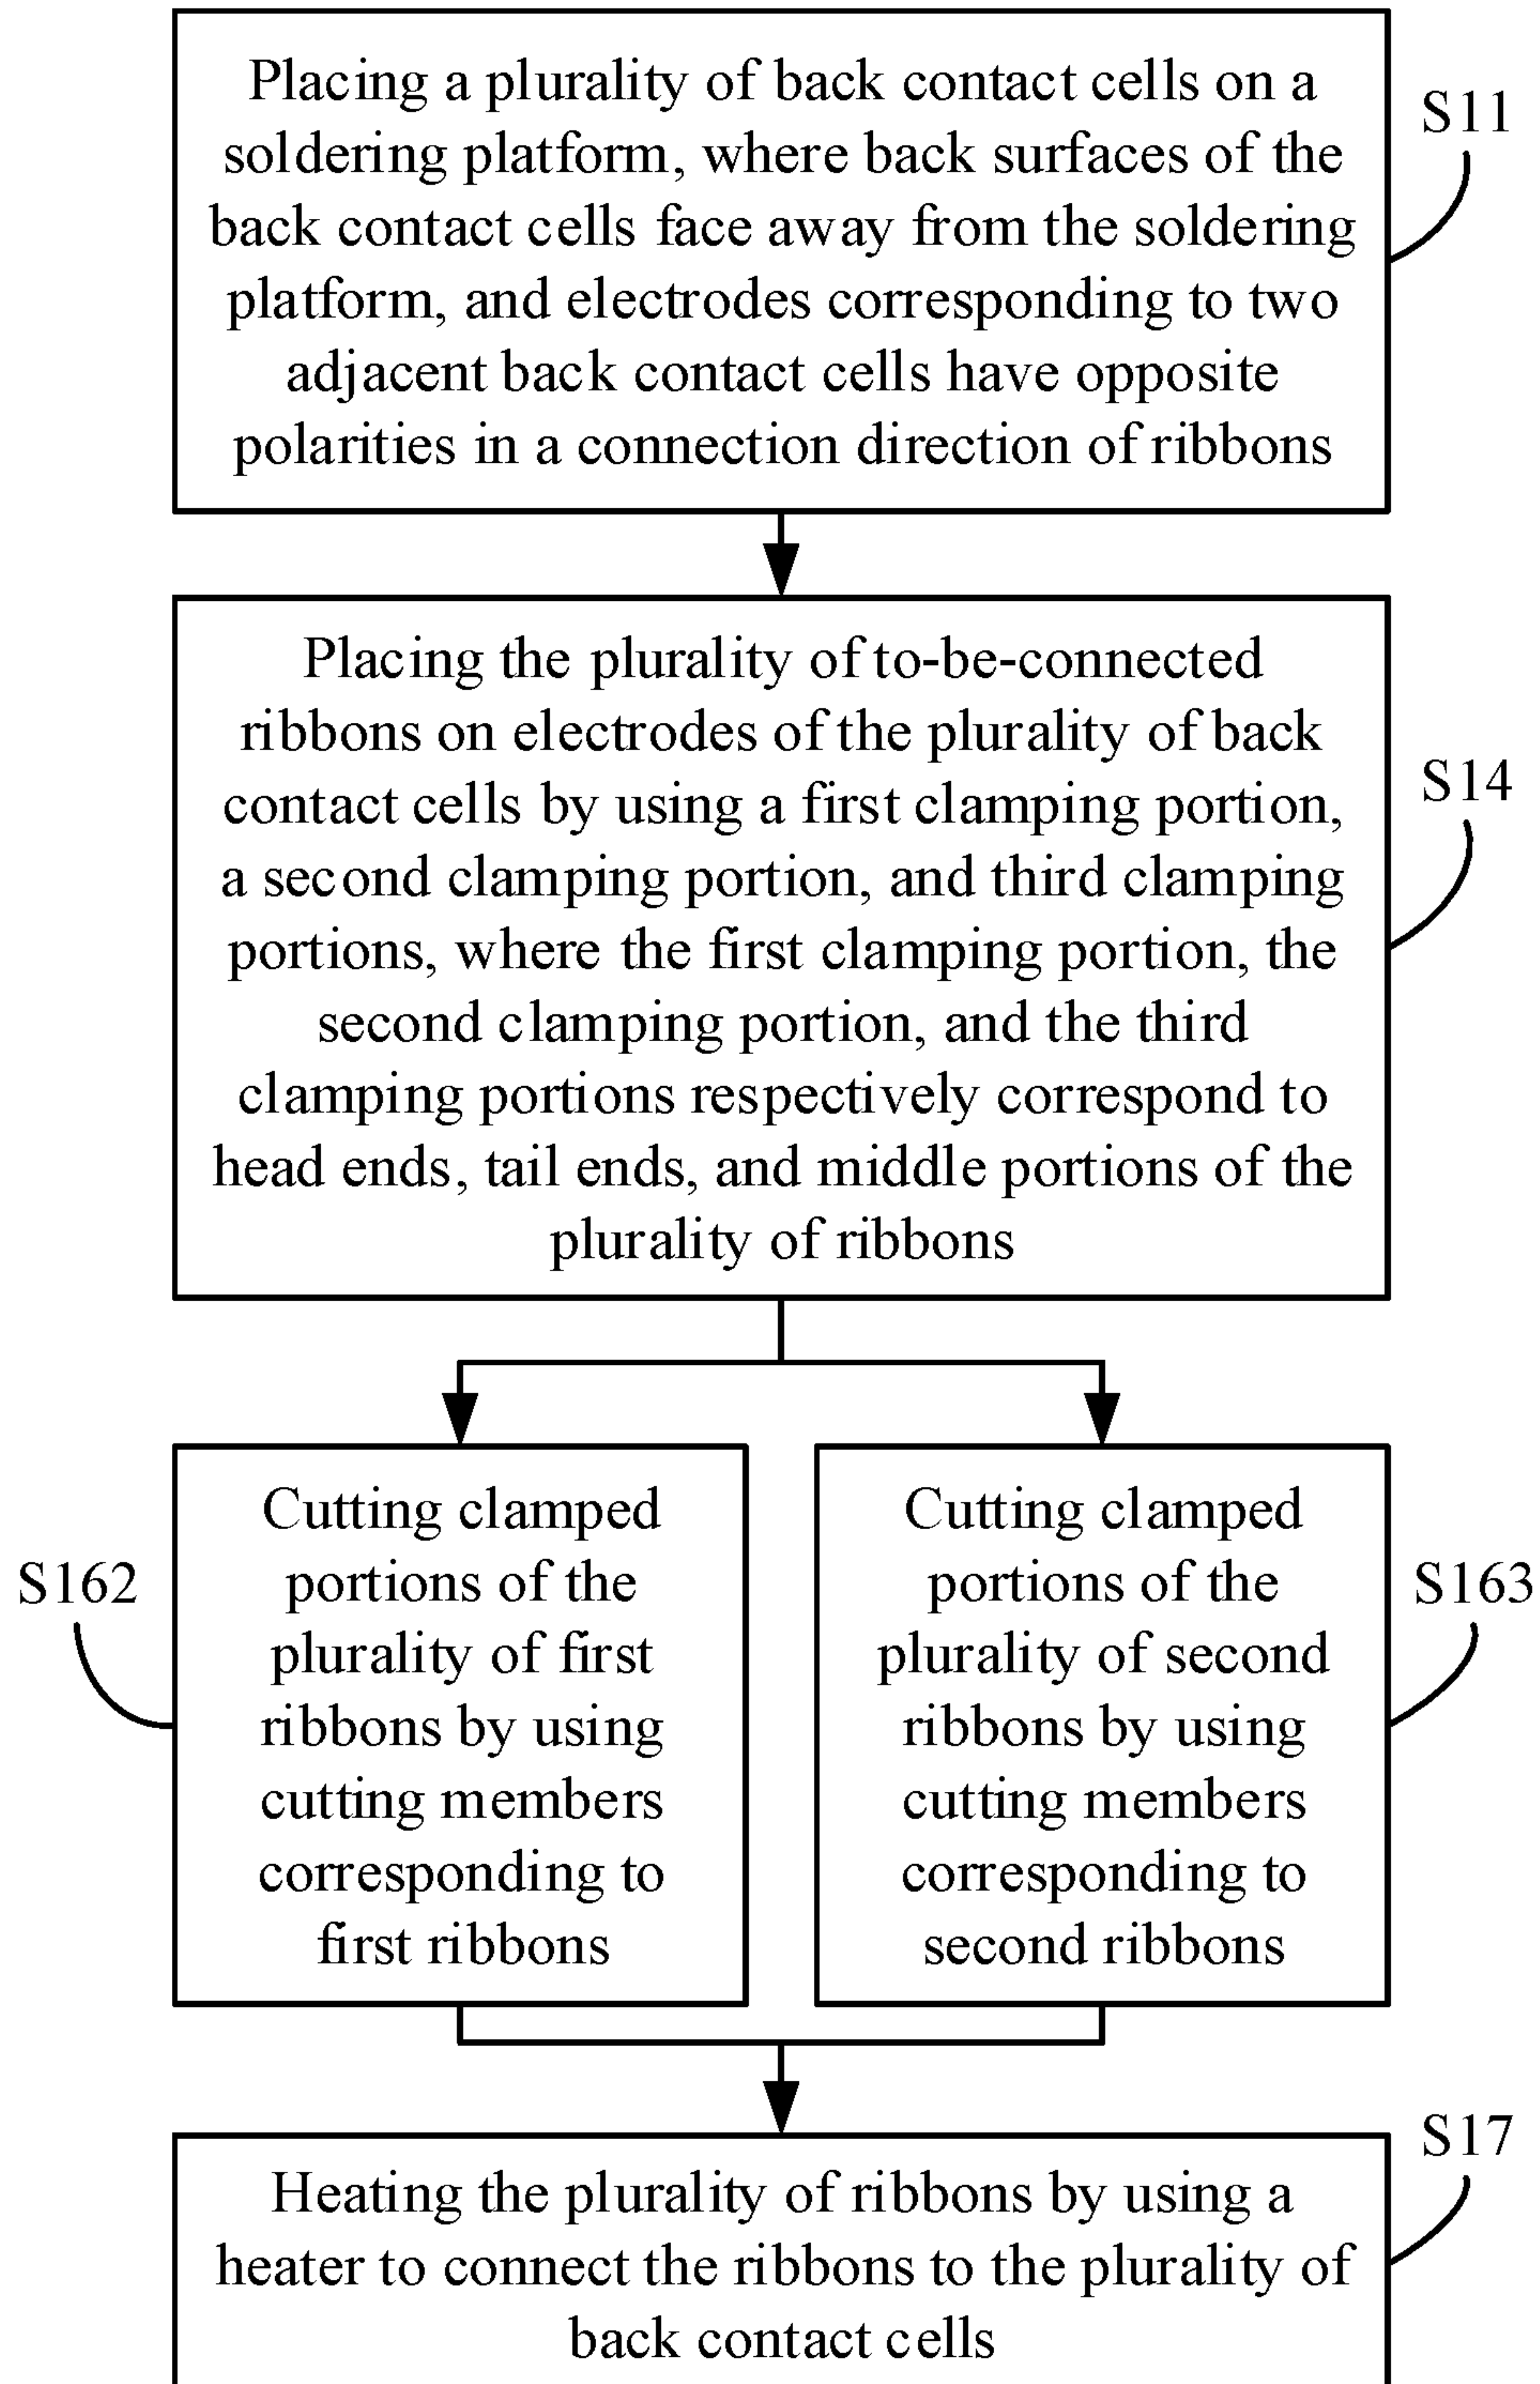 Placing a plurality of back contact cells on a
soldering platform, where back surfaces of the
back contact cells face away from the soldering
platform, and electrodes corresponding to two
adjacent back contact cells have opposite
polarities in a connection direction of ribbons
S11
Placing the plurality of to-be-connected
ribbons on electrodes of the plurality of back
contact cells by using a first clamping portion,
a second clamping portion, and third clamping
portions, where the first clamping portion, the
second clamping portion, and the third
clamping portions respectively correspond to
head ends, tail ends, and middle portions of the
plurality of ribbons
S14
S162
Cutting clamped
portions of the
plurality of first
ribbons by using
cutting members
corresponding to
first ribbons
Cutting clamped
portions of the
plurality of second
ribbons by using
cutting members
corresponding to
second ribbons
S163
Heating the plurality of ribbons by using a
heater to connect the ribbons to the plurality of
back contact cells
S17